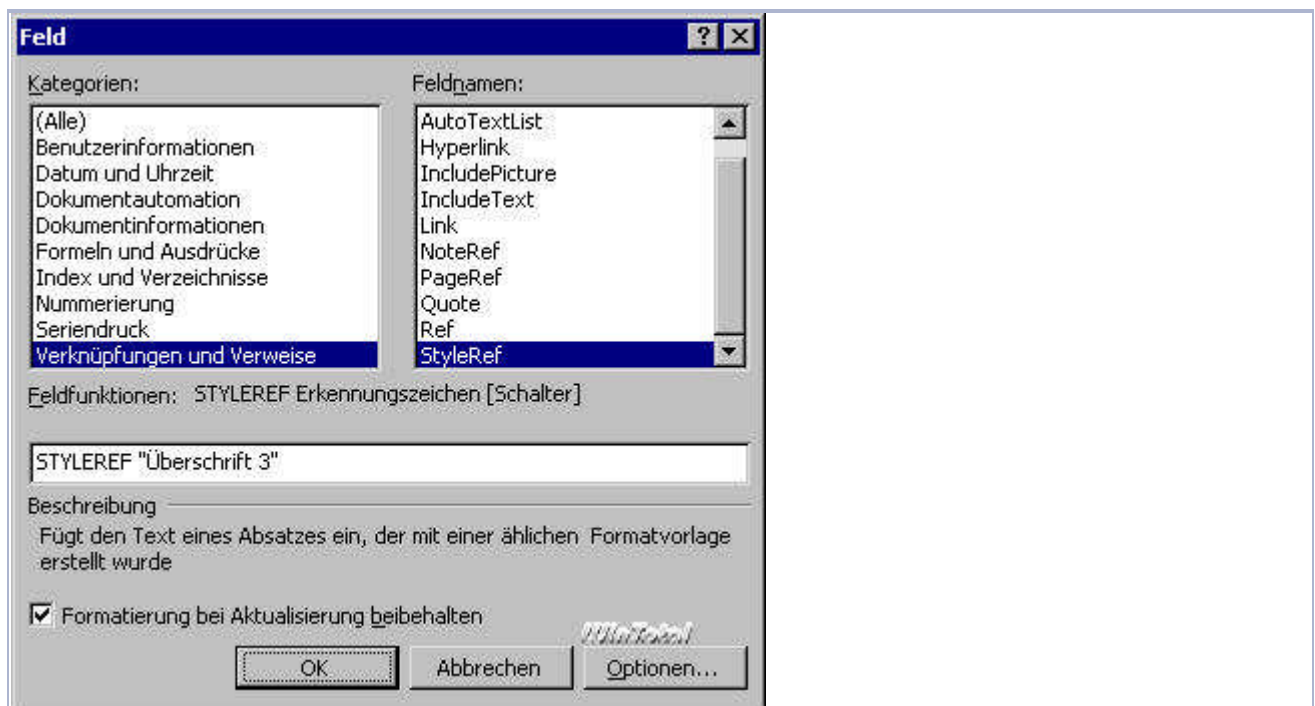 Feld
Kategorien:
Feldnamen:
(Alle)
Benutzerinformationen
Datum und Uhrzeit
Dokumentautomation
Dokumentinformationen
Formeln und Ausdrücke
Index und Verzeichnisse
Nummerierung
Seriendruck
Verknüpfungen und Verweise
AutoTextList
Hyperlink
IncludePicture
IncludeText
Link
NoteRef
PageRef
Quote
Ref
StyleRef
Feldfunktionen: STYLEREF Erkennungszeichen [Schalter]
STYLEREF "Überschrift 3"
Beschreibung
Fügt den Text eines Absatzes ein, der mit einer ählichen Formatvorlage
erstellt wurde
Formatierung bei Aktualisierung beibehalten
WinTotal
OK Abbrechen Optionen...